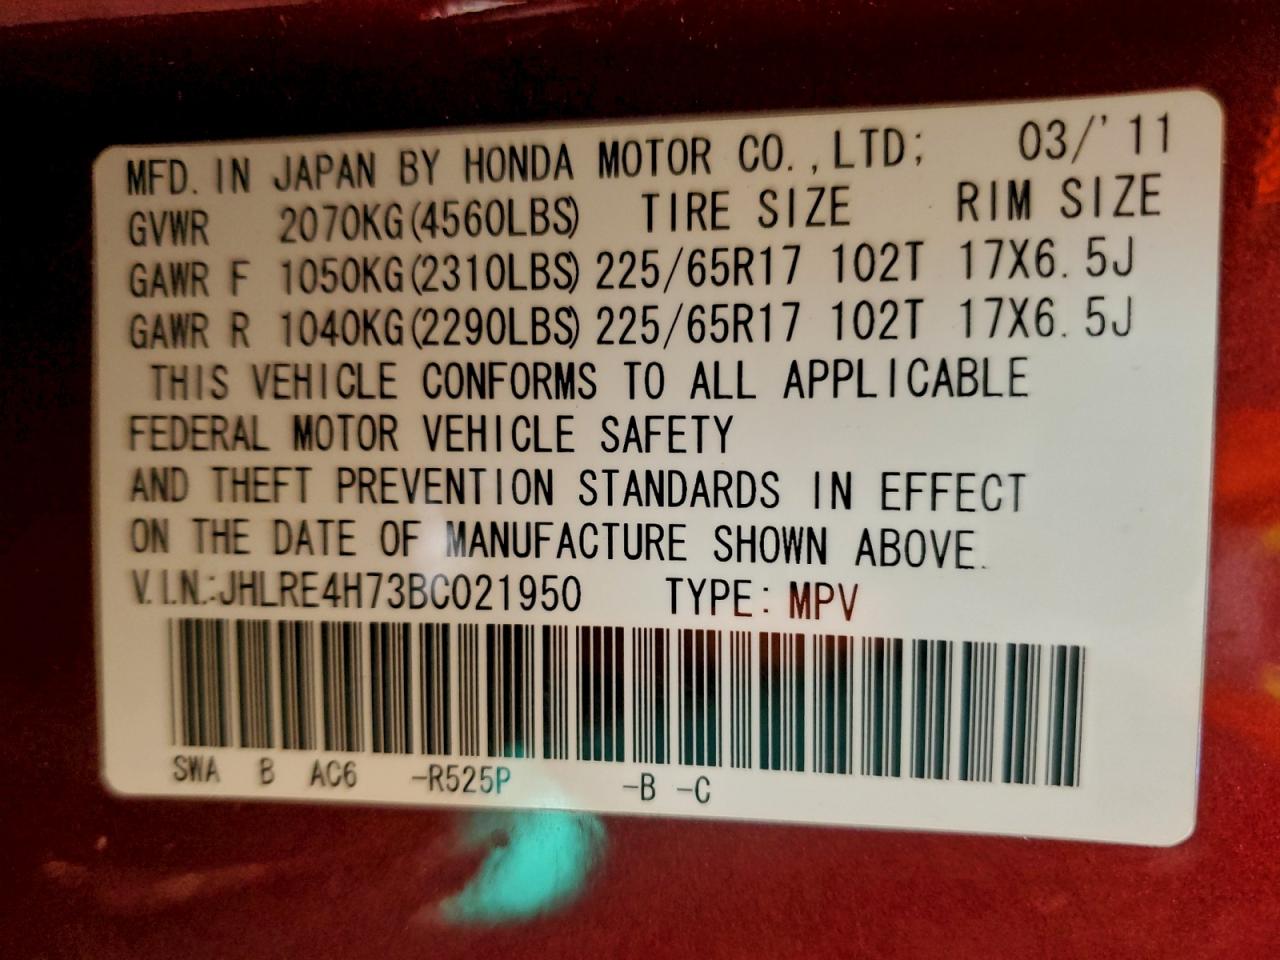 MFD. IN JAPAN BY HONDA MOTOR CO.,LTD; 03/'11
GVWR 2070KG(4560LBS) TIRE SIZE RIM SIZE
GAWR F 1050KG(2310LBS) 225/65R17 102T 17X6.5J
GAWR R 1040KG(2290LBS) 225/65R17 102T 17X6.5J
THIS VEHICLE CONFORMS TO ALL APPLICABLE
FEDERAL MOTOR VEHICLE SAFETY
AND THEFT PREVENTION STANDARDS IN EFFECT
ON THE DATE OF MANUFACTURE SHOWN ABOVE.
V.I.N.:JHLRE4H73BC021950 TYPE: MPV
SWA B AC6 -R525P -B -C